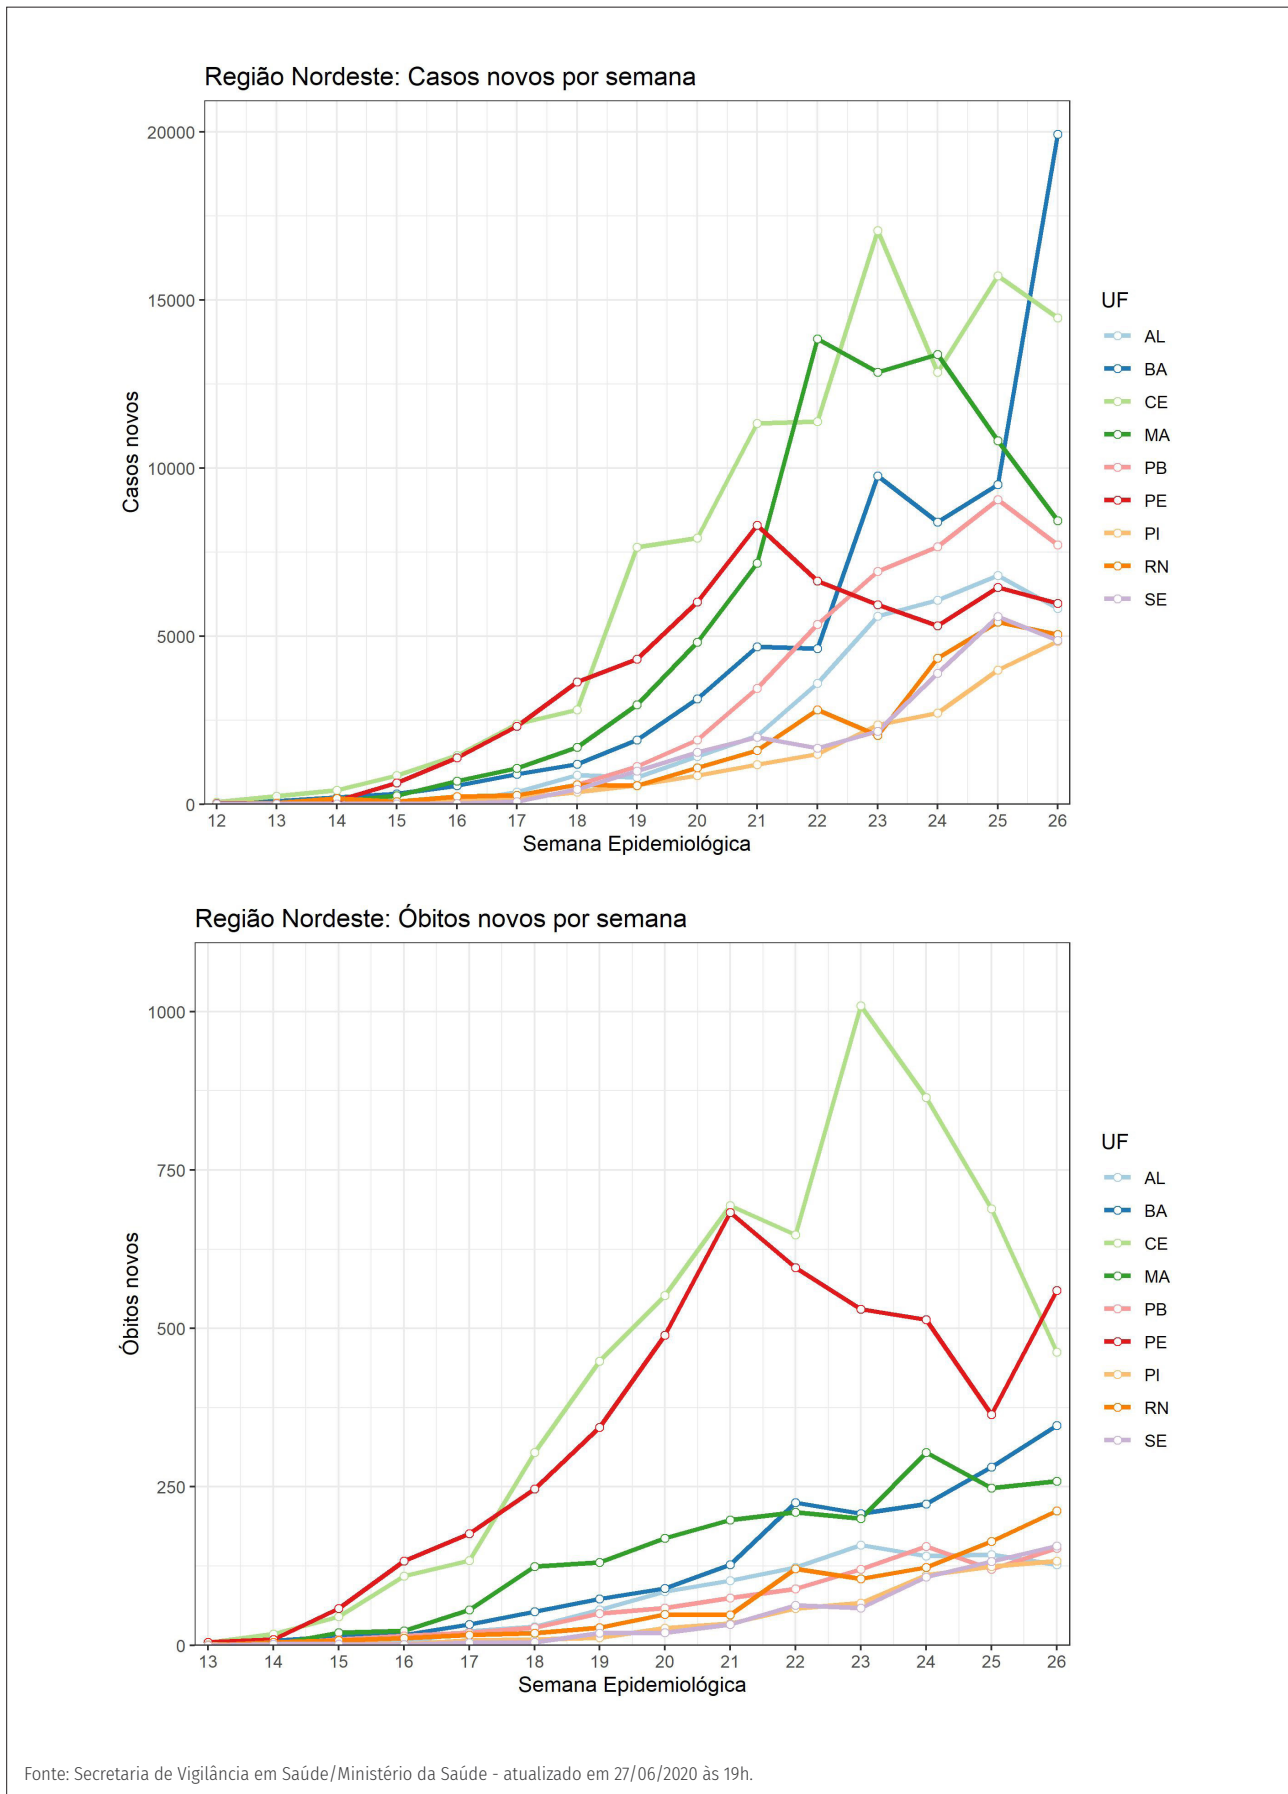 Região Nordeste: Casos novos por semana
20000
15000
10000
5000
0
Casos novos
12 13 14 15 16 17 18 19 20 21 22 23 24 25 26
Semana Epidemiológica
UF
AL
BA
CE
MA
PB
PE
PI
RN
SE
Região Nordeste: Óbitos novos por semana
1000
750
500
250
0
Óbitos novos
13 14 15 16 17 18 19 20 21 22 23 24 25 26
Semana Epidemiológica
UF
AL
BA
CE
MA
PB
PE
PI
RN
SE
Fonte: Secretaria de Vigilância em Saúde/Ministério da Saúde - atualizado em 27/06/2020 às 19h.